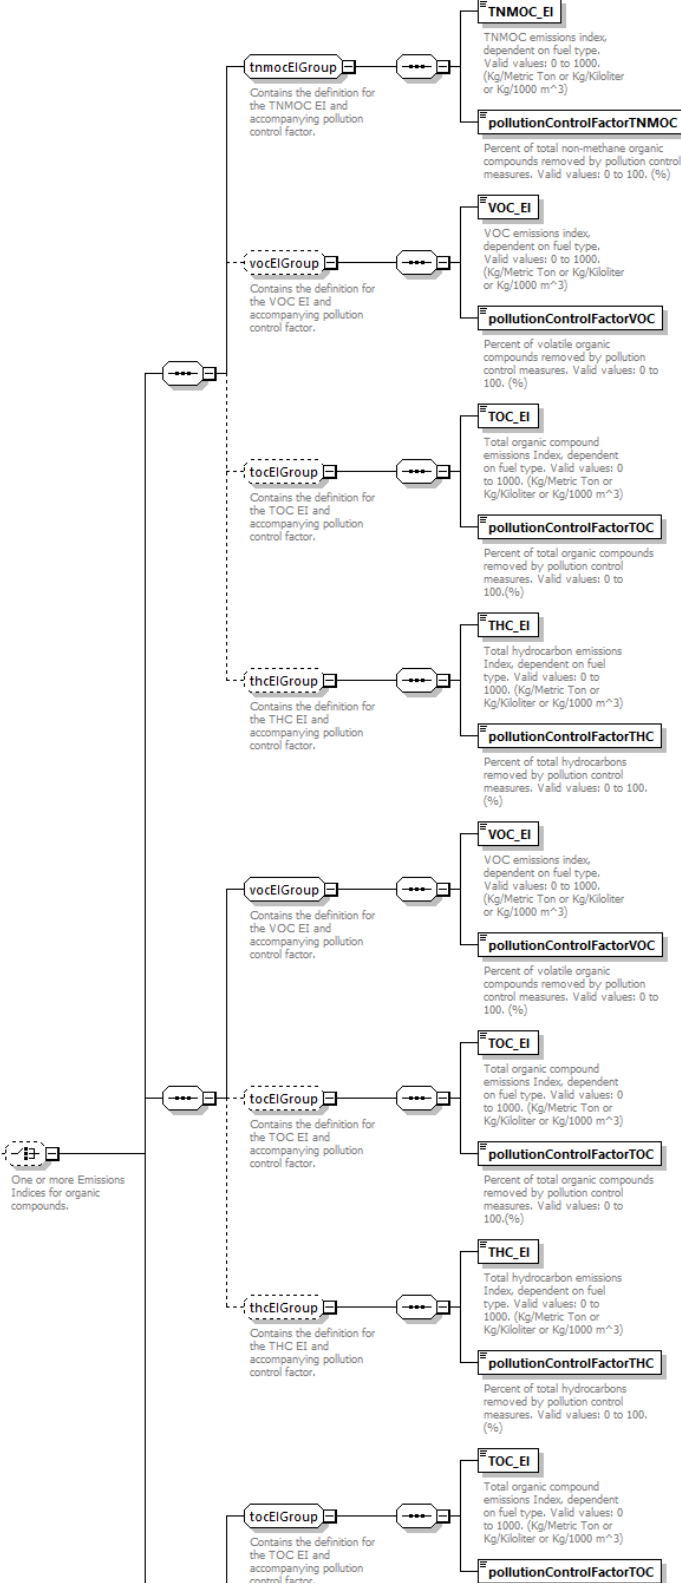 TNMOC_EI
TNMOC emissions index,
dependent on fuel type.
Valid values: 0 to 1000.
(Kg/Metric Ton or Kg/Kiloliter
or Kg/1000 m^3)
tnmocEIGroup
Contains the definition for
the TNMOC EI and
accompanying pollution
control factor.
pollutionControlFactorTNMOC
Percent of total non-methane organic
compounds removed by pollution control
measures. Valid values: 0 to 100. (%)
VOC_EI
VOC emissions index,
dependent on fuel type.
Valid values: 0 to 1000.
(Kg/Metric Ton or Kg/Kiloliter
or Kg/1000 m^3)
vocEIGroup
Contains the definition for
the VOC EI and
accompanying pollution
control factor.
pollutionControlFactorVOC
Percent of volatile organic
compounds removed by pollution
control measures. Valid values: 0 to
100. (%)
TOC_EI
Total organic compound
emissions Index, dependent
on fuel type. Valid values: 0
to 1000. (Kg/Metric Ton or
Kg/Kiloliter or Kg/1000 m^3)
tocEIGroup
Contains the definition for
the TOC EI and
accompanying pollution
control factor.
pollutionControlFactorTOC
Percent of total organic compounds
removed by pollution control
measures. Valid values: 0 to
100.(%)
THC_EI
Total hydrocarbon emissions
Index, dependent on fuel
type. Valid values: 0 to
1000. (Kg/Metric Ton or
Kg/Kiloliter or Kg/1000 m^3)
thcEIGroup
Contains the definition for
the THC EI and
accompanying pollution
control factor.
pollutionControlFactorTHC
Percent of total hydrocarbons
removed by pollution control
measures. Valid values: 0 to 100.
(%)
VOC_EI
VOC emissions index,
dependent on fuel type.
Valid values: 0 to 1000.
(Kg/Metric Ton or Kg/Kiloliter
or Kg/1000 m^3)
vocEIGroup
Contains the definition for
the VOC EI and
accompanying pollution
control factor.
pollutionControlFactorVOC
Percent of volatile organic
compounds removed by pollution
control measures. Valid values: 0 to
100. (%)
TOC_EI
Total organic compound
emissions Index, dependent
on fuel type. Valid values: 0
to 1000. (Kg/Metric Ton or
Kg/Kiloliter or Kg/1000 m^3)
tocEIGroup
Contains the definition for
the TOC EI and
accompanying pollution
control factor.
pollutionControlFactorTOC
Percent of total organic compounds
removed by pollution control
measures. Valid values: 0 to
100.(%)
One or more Emissions
Indices for organic
compounds.
THC_EI
Total hydrocarbon emissions
Index, dependent on fuel
type. Valid values: 0 to
1000. (Kg/Metric Ton or
Kg/Kiloliter or Kg/1000 m^3)
thcEIGroup
Contains the definition for
the THC EI and
accompanying pollution
control factor.
pollutionControlFactorTHC
Percent of total hydrocarbons
removed by pollution control
measures. Valid values: 0 to 100.
(%)
TOC_EI
Total organic compound
emissions Index, dependent
on fuel type. Valid values: 0
to 1000. (Kg/Metric Ton or
Kg/Kiloliter or Kg/1000 m^3)
tocEIGroup
Contains the definition for
the TOC EI and
accompanying pollution
control factor.
pollutionControlFactorTOC